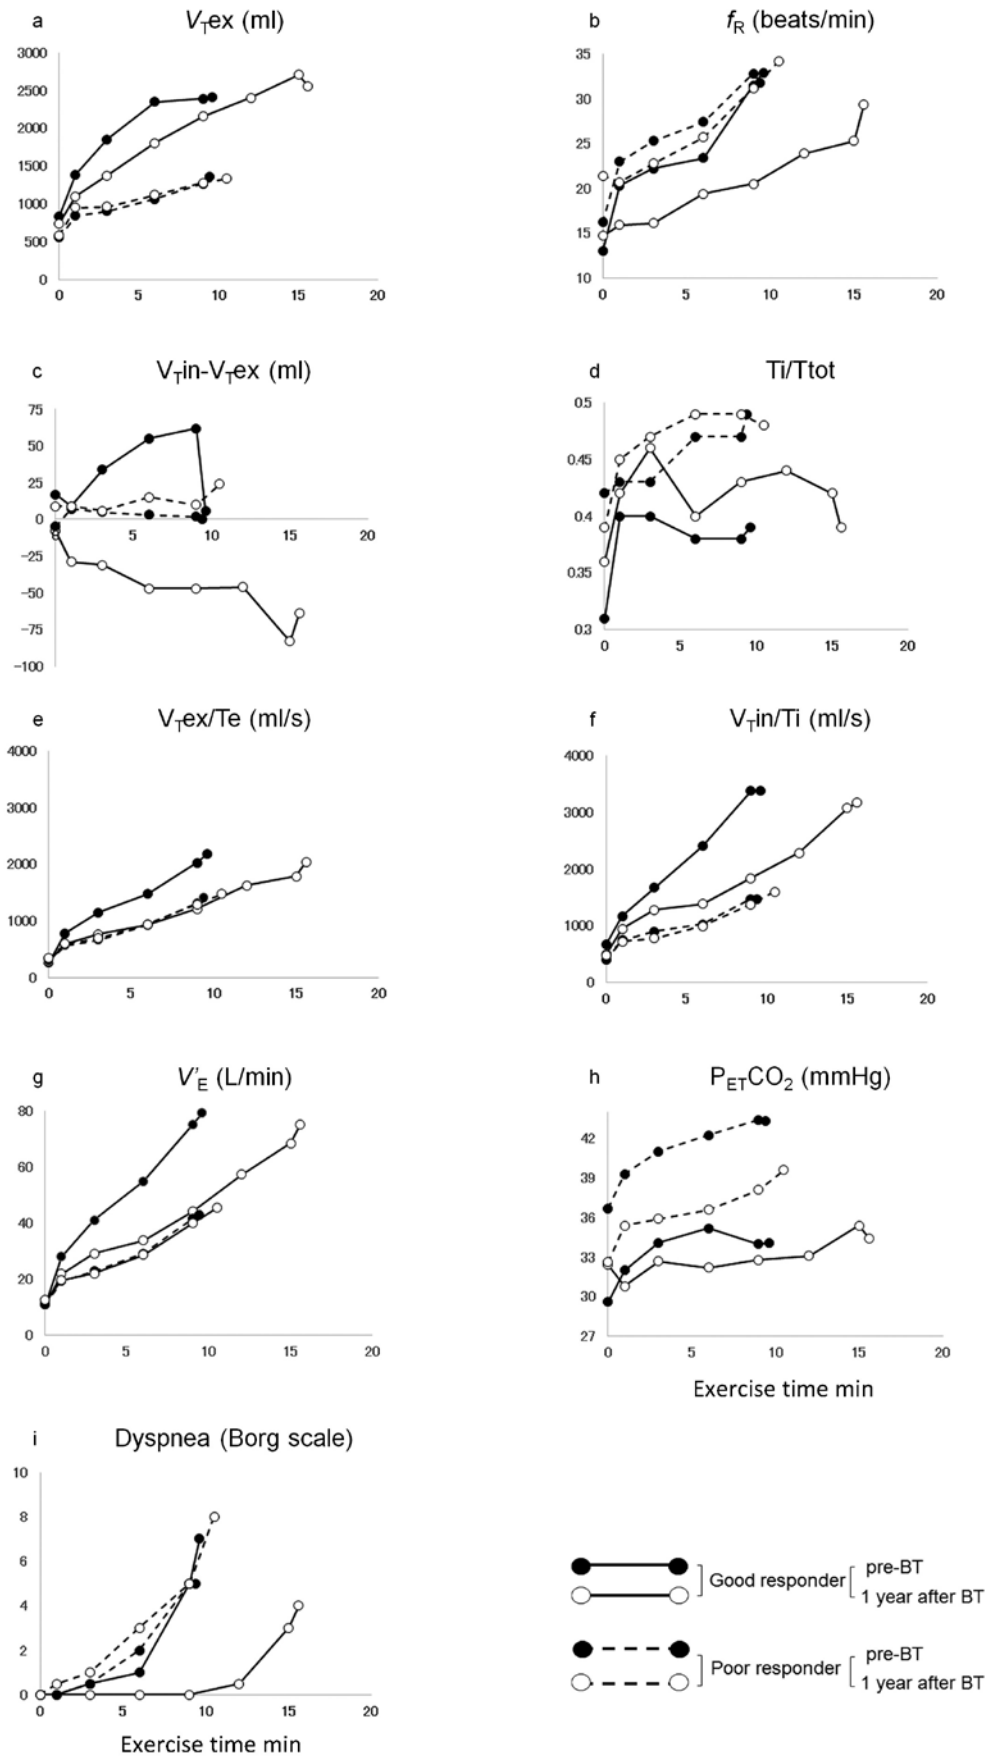 a VTex (ml)
3000
2500
2000
1500
1000
500
0
0 5 10 15 20
b fR (beats/min)
35
30
25
20
15
10
0 5 10 15 20
c VTin-VTex (ml)
75
50
25
0
5 10 15 20
−25
−50
−75
−100
d Ti/Ttot
0.5
0.45
0.4
0.35
0.3
0 5 10 15 20
e VTex/Te (ml/s)
4000
3000
2000
1000
0
0 5 10 15 20
f VTin/Ti (ml/s)
4000
3000
2000
1000
0
0 5 10 15 20
g V'E (L/min)
80
60
40
20
0
0 5 10 15 20
h PETCO2 (mmHg)
42
39
36
33
30
27
0 5 10 15 20
Exercise time min
i Dyspnea (Borg scale)
10
8
6
4
2
0
0 5 10 15 20
Exercise time min
Good responder
pre-BT
1 year after BT
Poor responder
pre-BT
1 year after BT